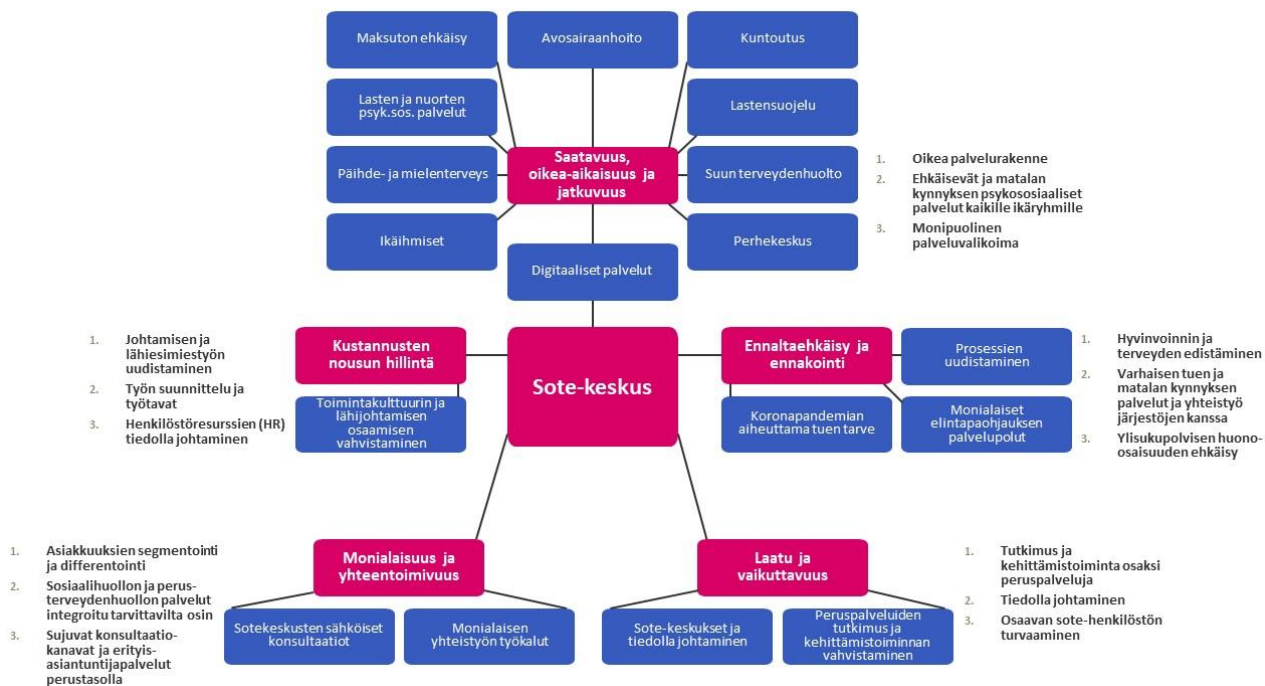 Maksuton ehkäisy
Avosairaanhoito
Kuntoutus
Lasten ja nuorten
psyk.sos. palvelut
Lastensuojelu
Saatavuus,
oikea-aikaisuus ja
jatkuvuus
Päihde- ja mielenterveys
Suun terveydenhuolto
Ikäihmiset
Perhekeskus
Digitaaliset palvelut
1. Oikea palvelurakenne
2. Ehkäisevät ja matalan
kynnyksen psykososiaaliset
palvelut kaikille ikäryhmille
3. Monipuolinen
palveluvalikoima
1. Johtamisen ja
lähiesimiestyön
uudistaminen
2. Työn suunnittelu ja
työtavat
3. Henkilöstöresurssien (HR)
tiedolla johtaminen
Kustannusten
nousun hillintä
Toimintakulttuurin ja
lähijohtamisen
osaamisen
vahvistaminen
Sote-keskus
Ennaltaehkäisy ja
ennakointi
Prosessien
uudistaminen
Koronapandemian
aiheuttama tuen tarve
Monialaiset
elintapaohjauksen
palvelupolut
1. Hyvinvoinnin ja
terveyden edistäminen
2. Varhaisen tuen ja
matalan kynnyksen
palvelut ja yhteistyö
järjestöjen kanssa
3. Ylisukupolvisen huono-
osaisuuden ehkäisy
1. Asiakkuuksien segmentointi
ja differentointi
2. Sosiaalihuollon ja perus-
terveydenhuollon palvelut
integroitu tarvittavilta osin
3. Sujuvat konsultaatio-
kanavat ja erityis-
asiantuntijapalvelut
perustasolla
Monialaisuus ja
yhteentoimivuus
Sotekeskusten sähköiset
konsultaatiot
Monialaisen
yhteistyön työkalut
Laatu ja
vaikuttavuus
Sote-keskukset ja
tiedolla johtaminen
Peruspalveluiden
tutkimus ja
kehittämistoiminnan
vahvistaminen
1. Tutkimus ja
kehittämistoiminta osaksi
peruspalveluja
2. Tiedolla johtaminen
3. Osaavan sote-henkilöstön
turvaaminen